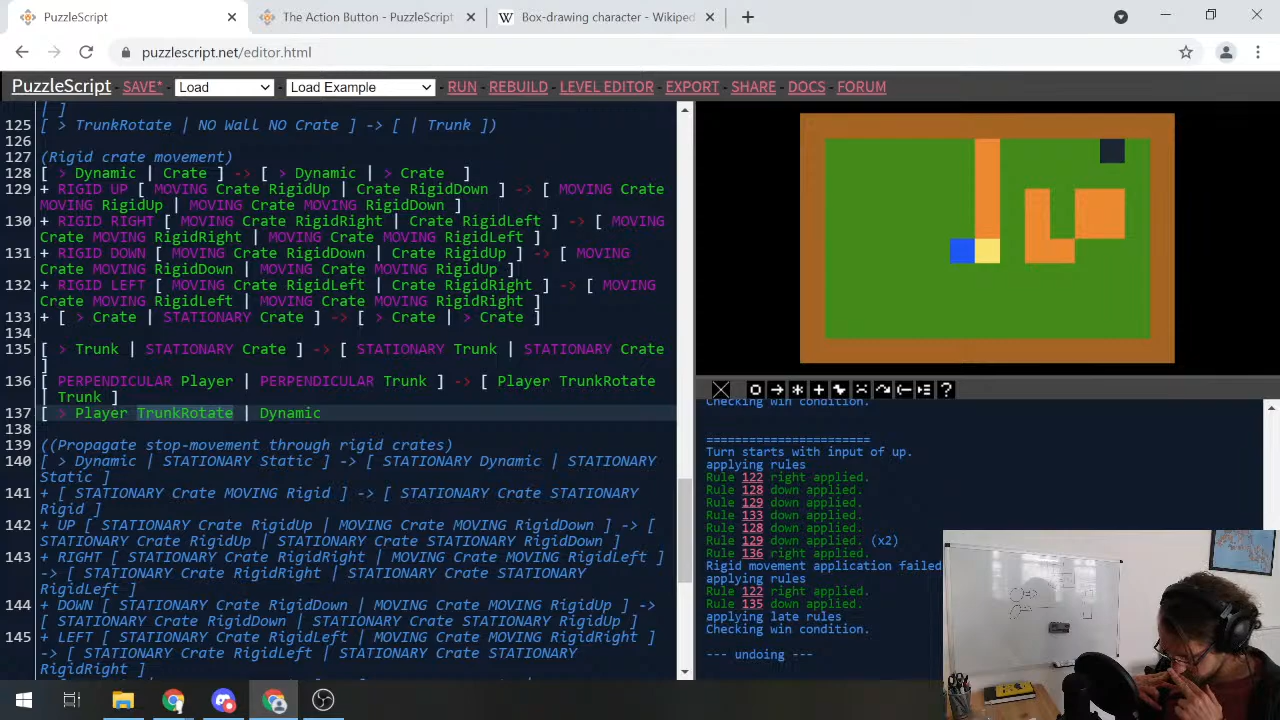 PuzzleScript
The Action Button - PuzzleScript
Box-drawing character - Wikiped
puzzlescript.net/editor.html
PuzzleScript SAVE* Load Load Example - RUN - REBUILD - LEVEL EDITOR - EXPORT - SHARE - DOCS - FORUM
| ]
125 [ > TrunkRotate | NO Wall NO Crate ] -> [ | Trunk ])
126
127 (Rigid crate movement)
128 [ > Dynamic | Crate ] -> [ > Dynamic | > Crate ]
129 + RIGID UP [ MOVING Crate RigidUp | Crate RigidDown ] -> [ MOVING Crate
MOVING RigidUp | MOVING Crate MOVING RigidDown ]
130 + RIGID RIGHT [ MOVING Crate RigidRight | Crate RigidLeft ] -> [ MOVING
Crate MOVING RigidRight | MOVING Crate MOVING RigidLeft ]
131 + RIGID DOWN [ MOVING Crate RigidDown | Crate RigidUp ] -> [ MOVING
Crate MOVING RigidDown | MOVING Crate MOVING RigidUp ]
132 + RIGID LEFT [ MOVING Crate RigidLeft | Crate RigidRight ] -> [ MOVING
Crate MOVING RigidLeft | MOVING Crate MOVING RigidRight ]
133 + [ > Crate | STATIONARY Crate ] -> [ > Crate | > Crate ]
134
135 [ > Trunk | STATIONARY Crate ] -> [ STATIONARY Trunk | STATIONARY Crate
]
136 [ PERPENDICULAR Player | PERPENDICULAR Trunk ] -> [ Player TrunkRotate
| Trunk ]
137 [ > Player TrunkRotate | Dynamic
138
139 ((Propagate stop-movement through rigid crates)
140 [ > Dynamic | STATIONARY Static ] -> [ STATIONARY Dynamic | STATIONARY
Static ]
141 + [ STATIONARY Crate MOVING Rigid ] -> [ STATIONARY Crate STATIONARY
Rigid ]
142 + UP [ STATIONARY Crate RigidUp | MOVING Crate MOVING RigidDown ] -> [
STATIONARY Crate RigidUp | STATIONARY Crate STATIONARY RigidDown ]
143 + RIGHT [ STATIONARY Crate RigidRight | MOVING Crate MOVING RigidLeft ]
-> [ STATIONARY Crate RigidRight | STATIONARY Crate STATIONARY
RigidLeft ]
144 + DOWN [ STATIONARY Crate RigidDown | MOVING Crate MOVING RigidUp ] ->
[ STATIONARY Crate RigidDown | STATIONARY Crate STATIONARY RigidUp ]
145 + LEFT [ STATIONARY Crate RigidLeft | MOVING Crate MOVING RigidRight ]
-> [ STATIONARY Crate RigidLeft | STATIONARY Crate STATIONARY
RigidRight ]
Checking win condition.
=======================
Turn starts with input of up.
applying rules
Rule 122 right applied.
Rule 128 down applied.
Rule 129 down applied.
Rule 133 down applied.
Rule 128 down applied.
Rule 129 down applied. (x2)
Rule 136 right applied.
Rigid movement application failed
applying rules
Rule 122 right applied.
Rule 135 down applied.
applying late rules
Checking win condition.
--- undoing ---